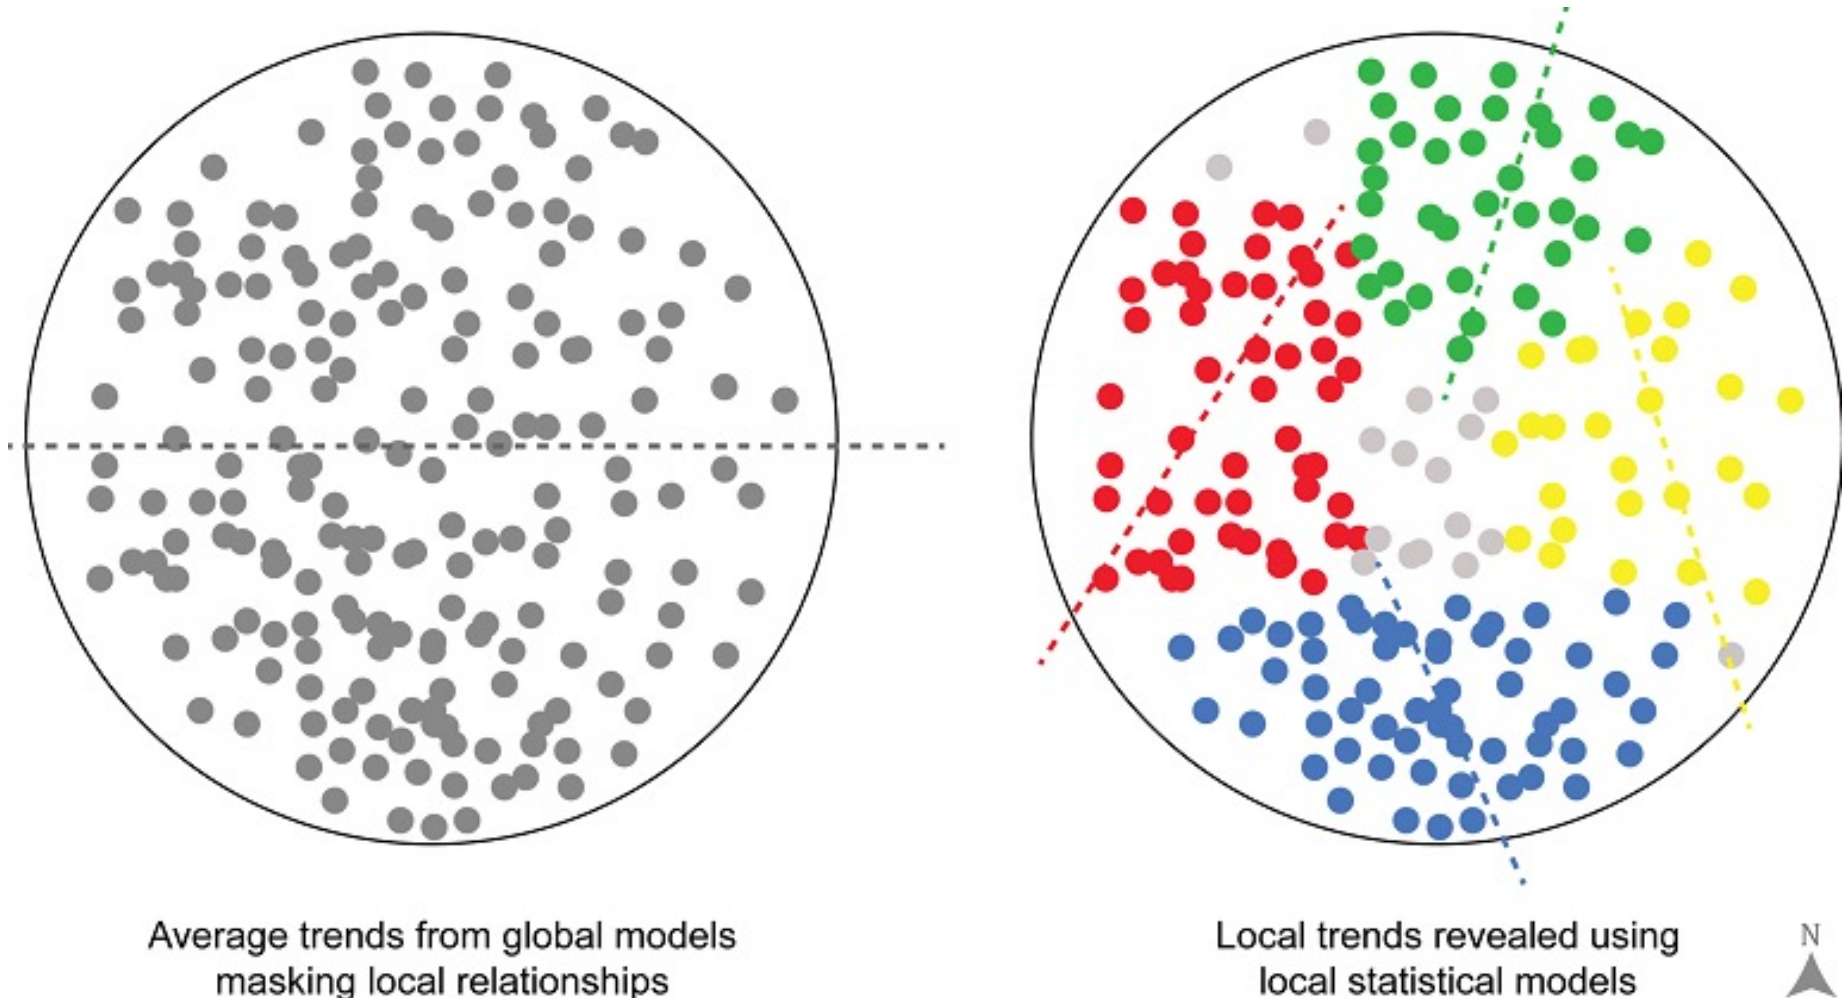 Average trends from global models
masking local relationships
Local trends revealed using
local statistical models
N